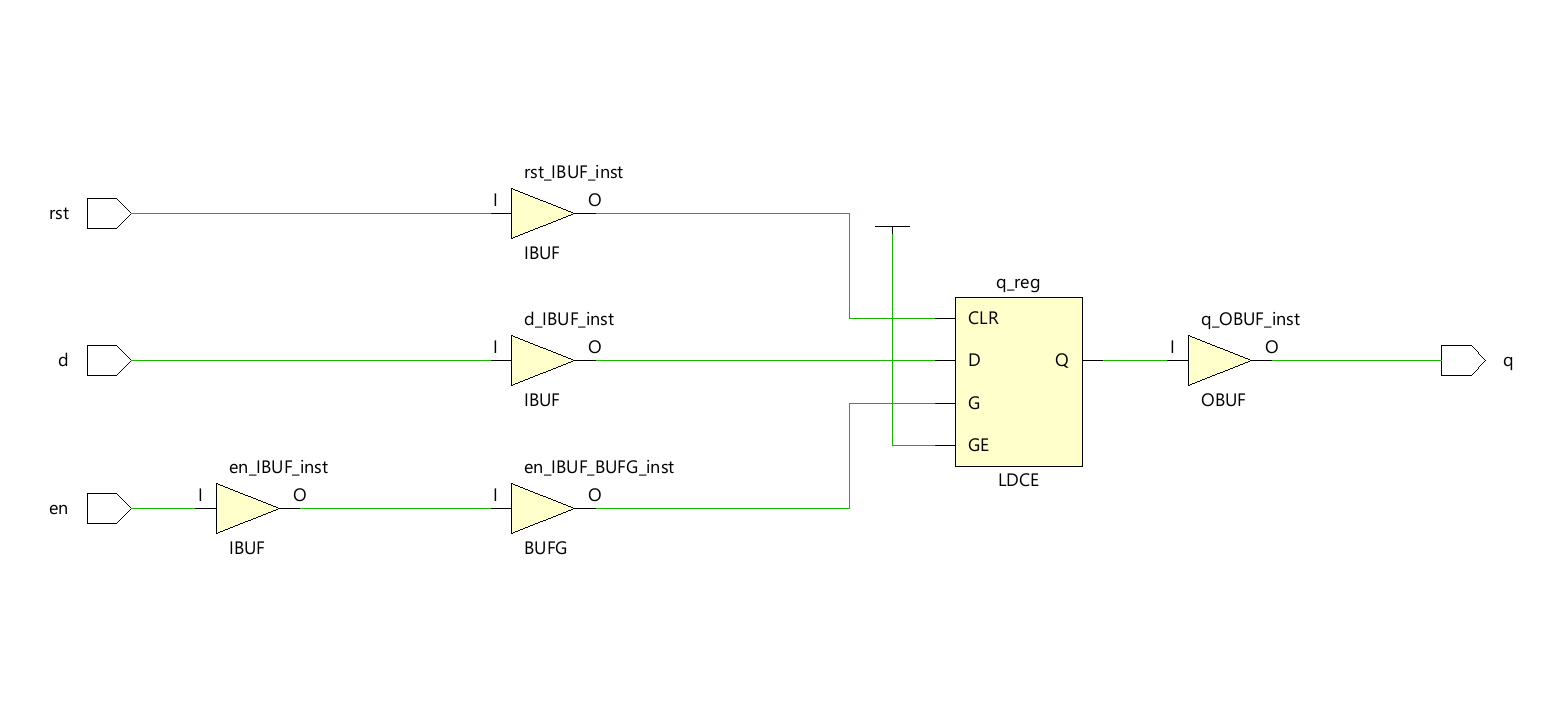 rst_IBUF_inst
I
O
rst
IBUF
q_reg
CLR
d_IBUF_inst
q_OBUF_inst
I
O
I
O
d
D
Q
q
IBUF
OBUF
G
GE
en_IBUF_inst
en_IBUF_BUFG_inst
LDCE
I
O
I
O
en
IBUF
BUFG